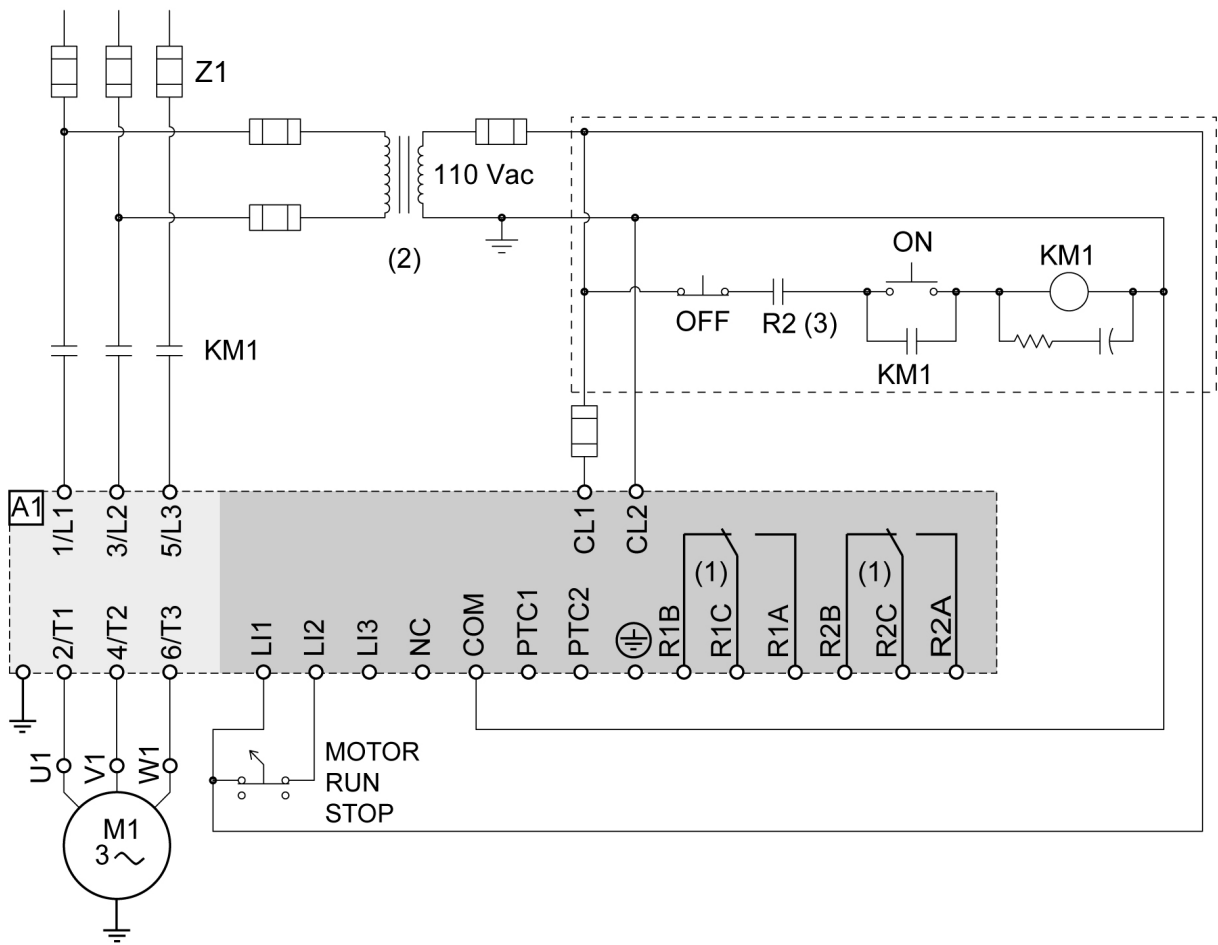 Z1
110 Vac
(2)
ON
KM1
OFF
R2 (3)
KM1
KM1
A1
1/L1
3/L2
5/L3
CL1
CL2
2/T1
4/T2
6/T3
LI1
LI2
LI3
NC
COM
PTC1
PTC2
R1B
(1)
R1C
R1A
R2B
(1)
R2C
R2A
U1
V1
W1
MOTOR
RUN
STOP
M1
3